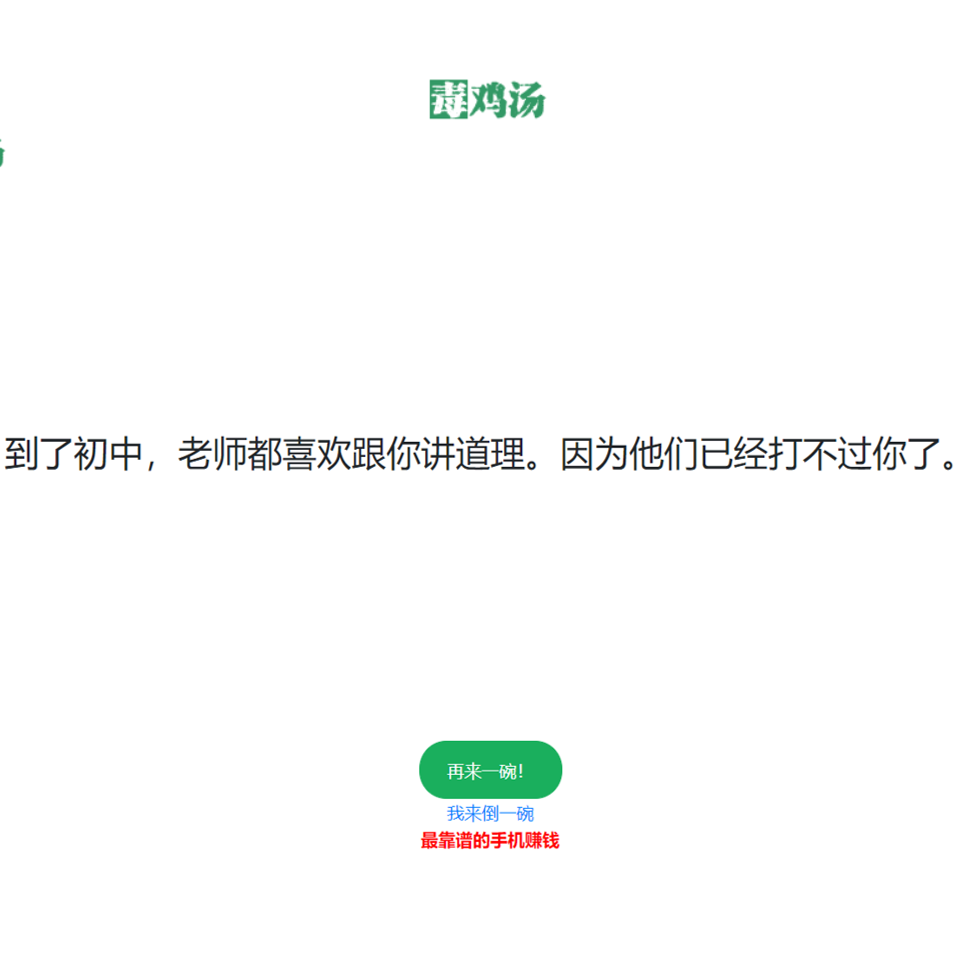 毒鸡汤
汤
到了初中，老师都喜欢跟你讲道理。因为他们已经打不过你了。
再来一碗!
我来倒一碗
最靠谱的手机赚钱